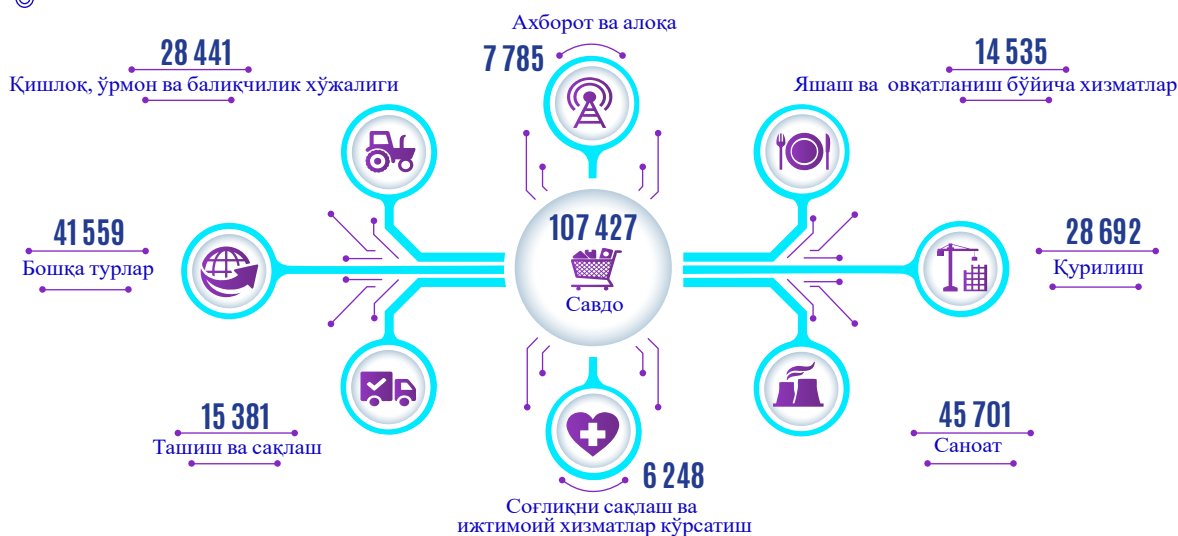 ©
Ахборот ва алоқа
7 785
28 441
Қишлоқ, ўрмон ва балиқчилик хўжалиги
14 535
Яшаш ва овқатланиш бўйича хизматлар
41 559
Бошқа турлар
107 427
Савдо
28 692
Қурилиш
15 381
Ташиш ва сақлаш
45 701
Саноат
6 248
Соғлиқни сақлаш ва
ижтимоий хизматлар кўрсатиш